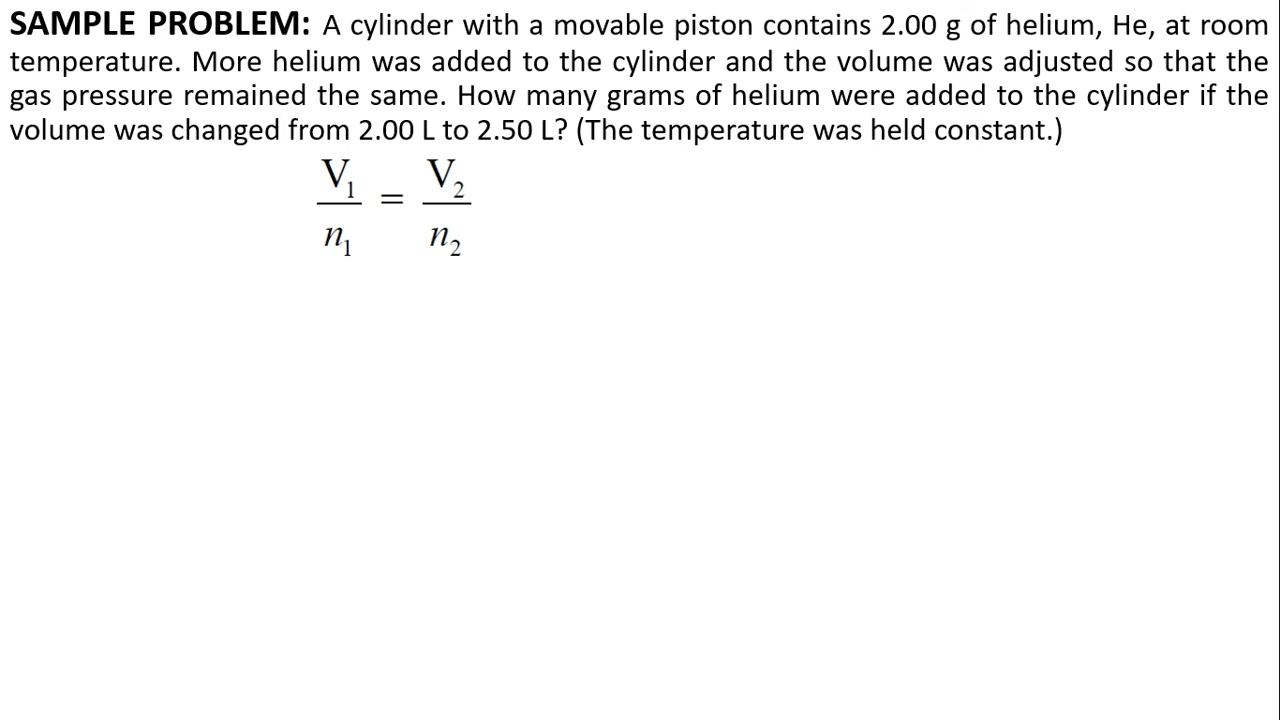 SAMPLE PROBLEM: A cylinder with a movable piston contains 2.00 g of helium, He, at room
temperature. More helium was added to the cylinder and the volume was adjusted so that the
gas pressure remained the same. How many grams of helium were added to the cylinder if the
volume was changed from 2.00 L to 2.50 L? (The temperature was held constant.)
V₁ = V₂
n₁ n₂